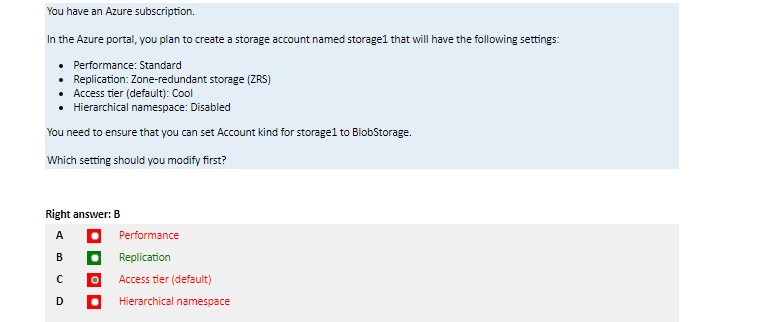 You have an Azure subscription.
In the Azure portal, you plan to create a storage account named storage1 that will have the following settings:
• Performance: Standard
• Replication: Zone-redundant storage (ZRS)
• Access tier (default): Cool
• Hierarchical namespace: Disabled
You need to ensure that you can set Account kind for storage1 to BlobStorage.
Which setting should you modify first?
Right answer: B
A Performance
B Replication
C Access tier (default)
D Hierarchical namespace